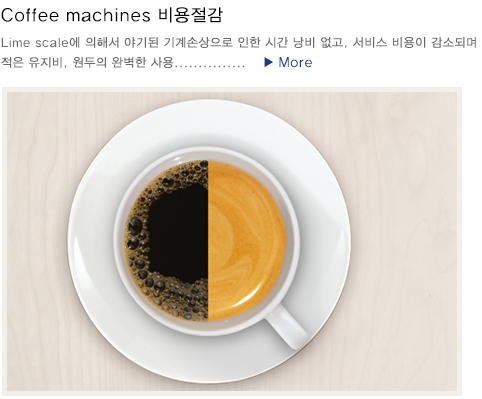 Coffee machines 비용절감
Lime scale에 의해서 야기된 기계손상으로 인한 시간 낭비 없고, 서비스 비용이 감소되며
적은 유지비, 원두의 완벽한 사용............... ▶ More